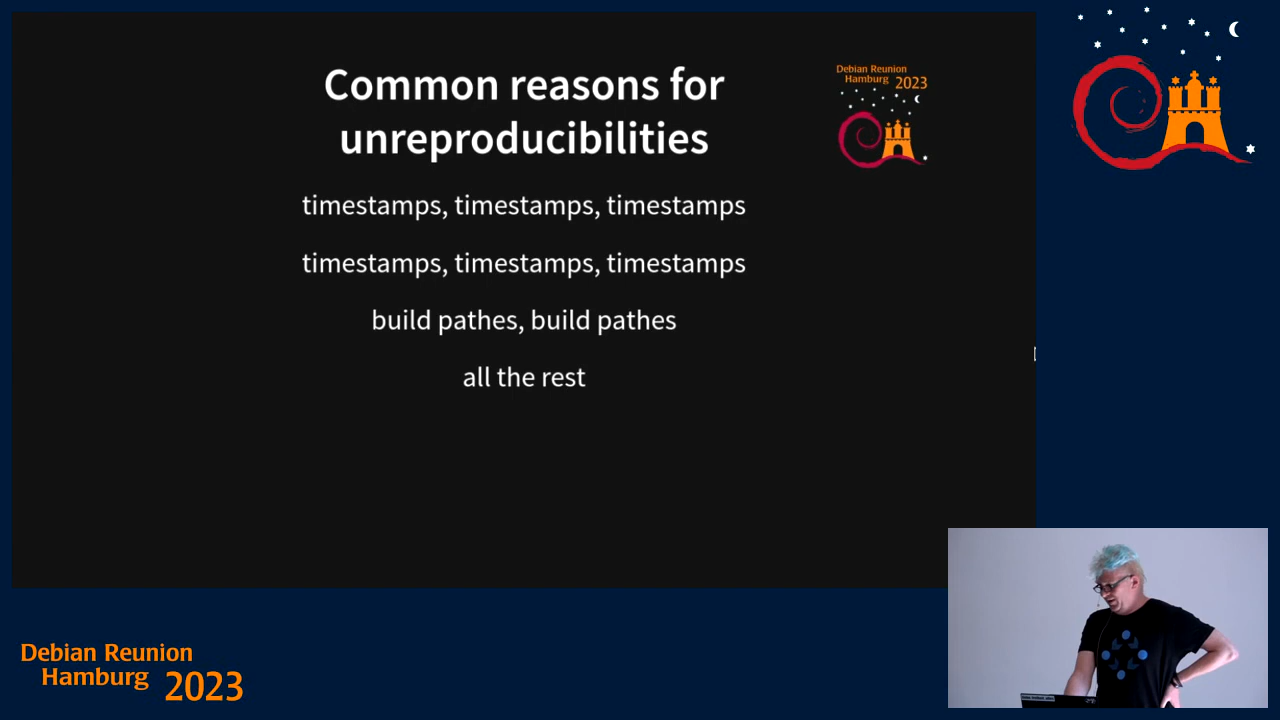 Common reasons for
unreproducibilities
timestamps, timestamps, timestamps
timestamps, timestamps, timestamps
build pathes, build pathes
all the rest
Debian Reunion
Hamburg 2023
Debian Reunion
Hamburg 2023